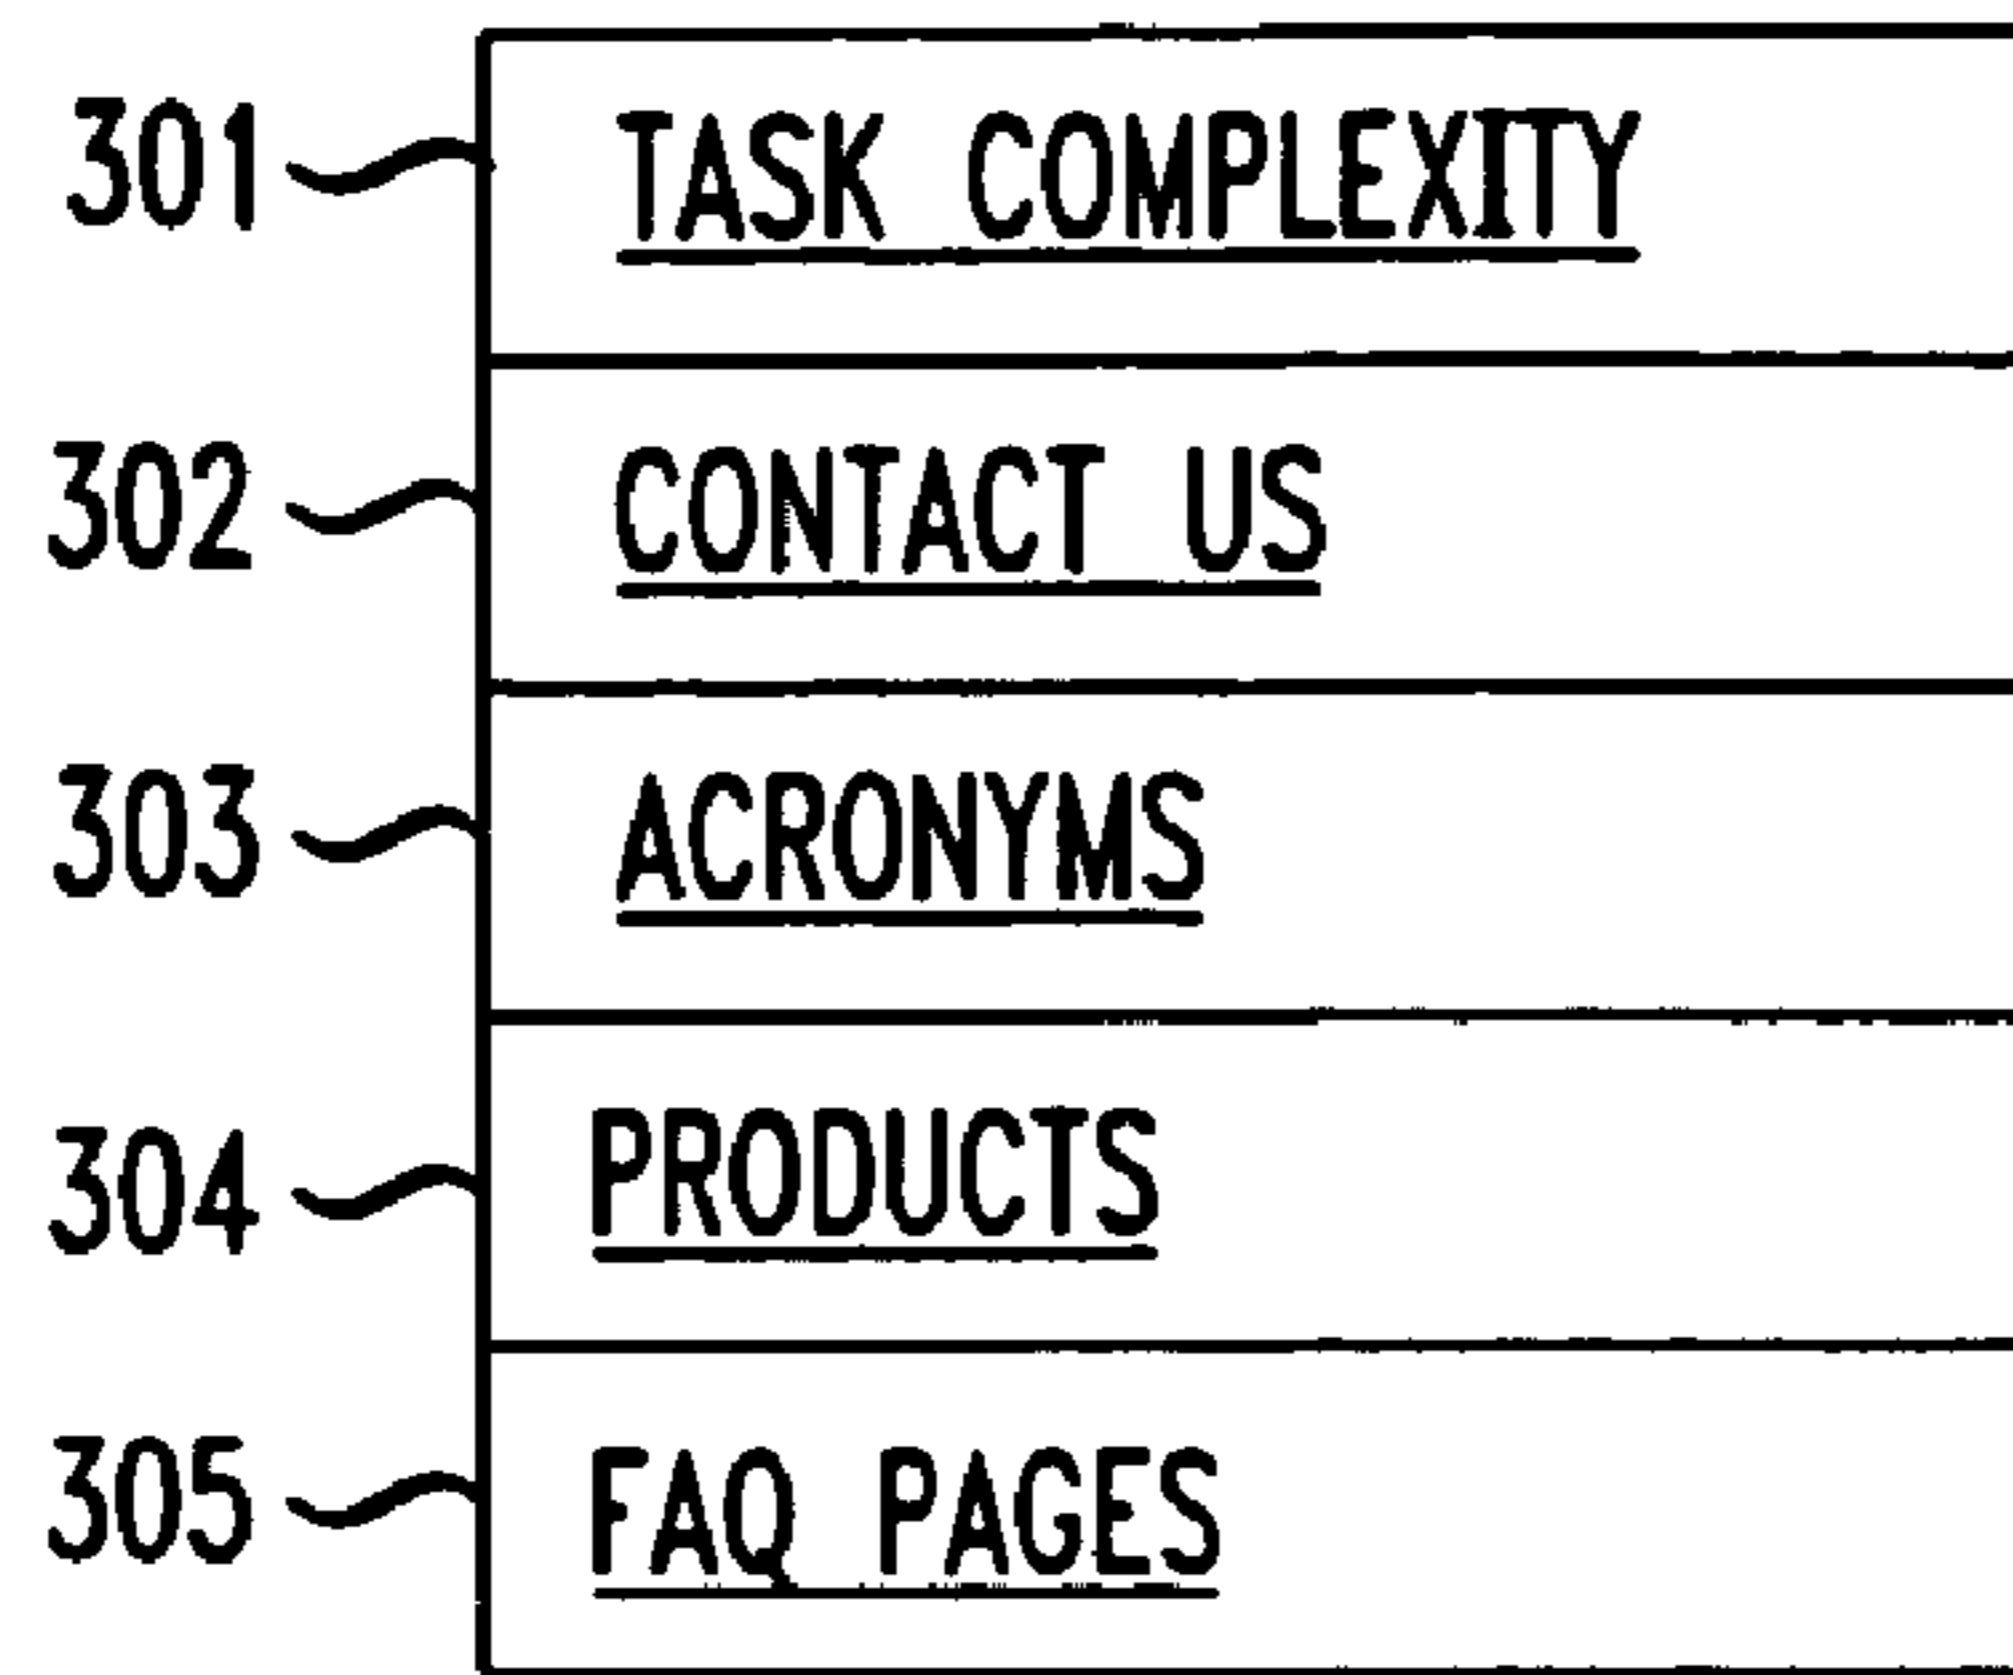 301 TASK COMPLEXITY
302 CONTACT US
303 ACRONYMS
304 PRODUCTS
305 FAQ PAGES